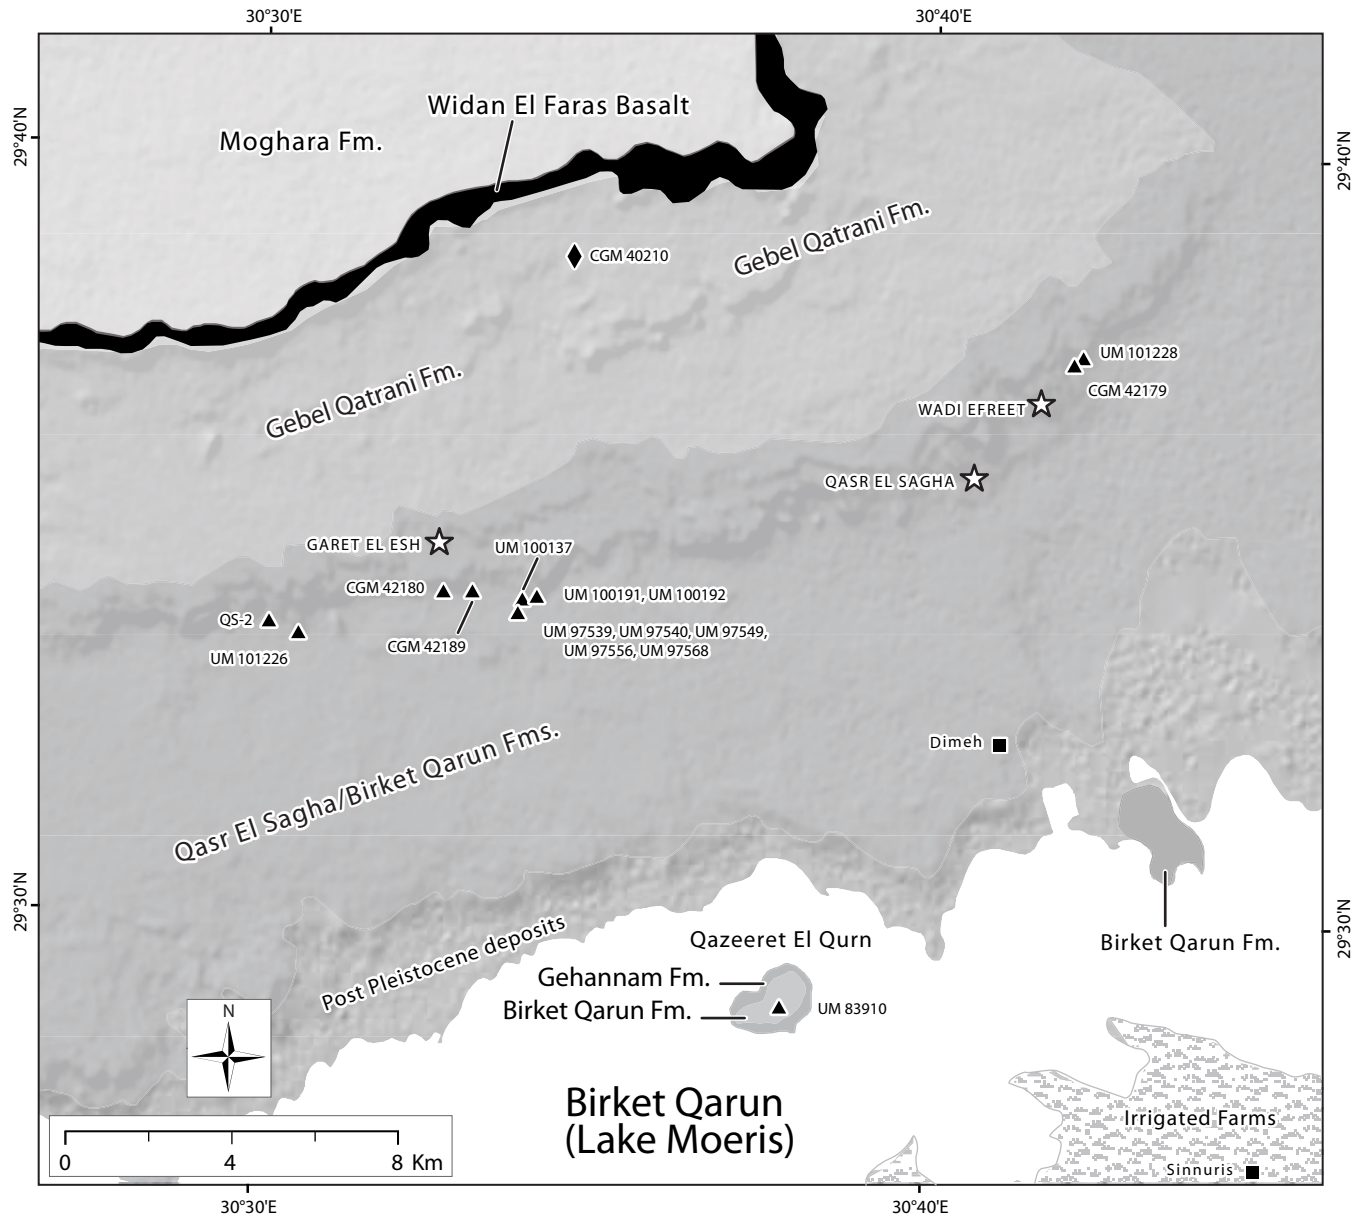 30°30'E
30°40'E
29°40'N
29°40'N
Widan El Faras Basalt
Moghara Fm.
Gebel Qatrani Fm.
CGM 40210
UM 101228
CGM 42179
WADI EFREET
Gebel Qatrani Fm.
QASR EL SAGHA
GARET EL ESH
UM 100137
CGM 42180
UM 100191, UM 100192
QS-2
CGM 42189
UM 97539, UM 97540, UM 97549,
UM 97556, UM 97568
UM 101226
Dimeh
Qasr El Sagha/Birket Qarun Fms.
29°30'N
29°30'N
Post Pleistocene deposits
Qazeeret El Qurn
Birket Qarun Fm.
Gehannam Fm.
Birket Qarun Fm.
UM 83910
N
Birket Qarun
(Lake Moeris)
Irrigated Farms
Sinnuris
0 4 8 Km
30°30'E
30°40'E